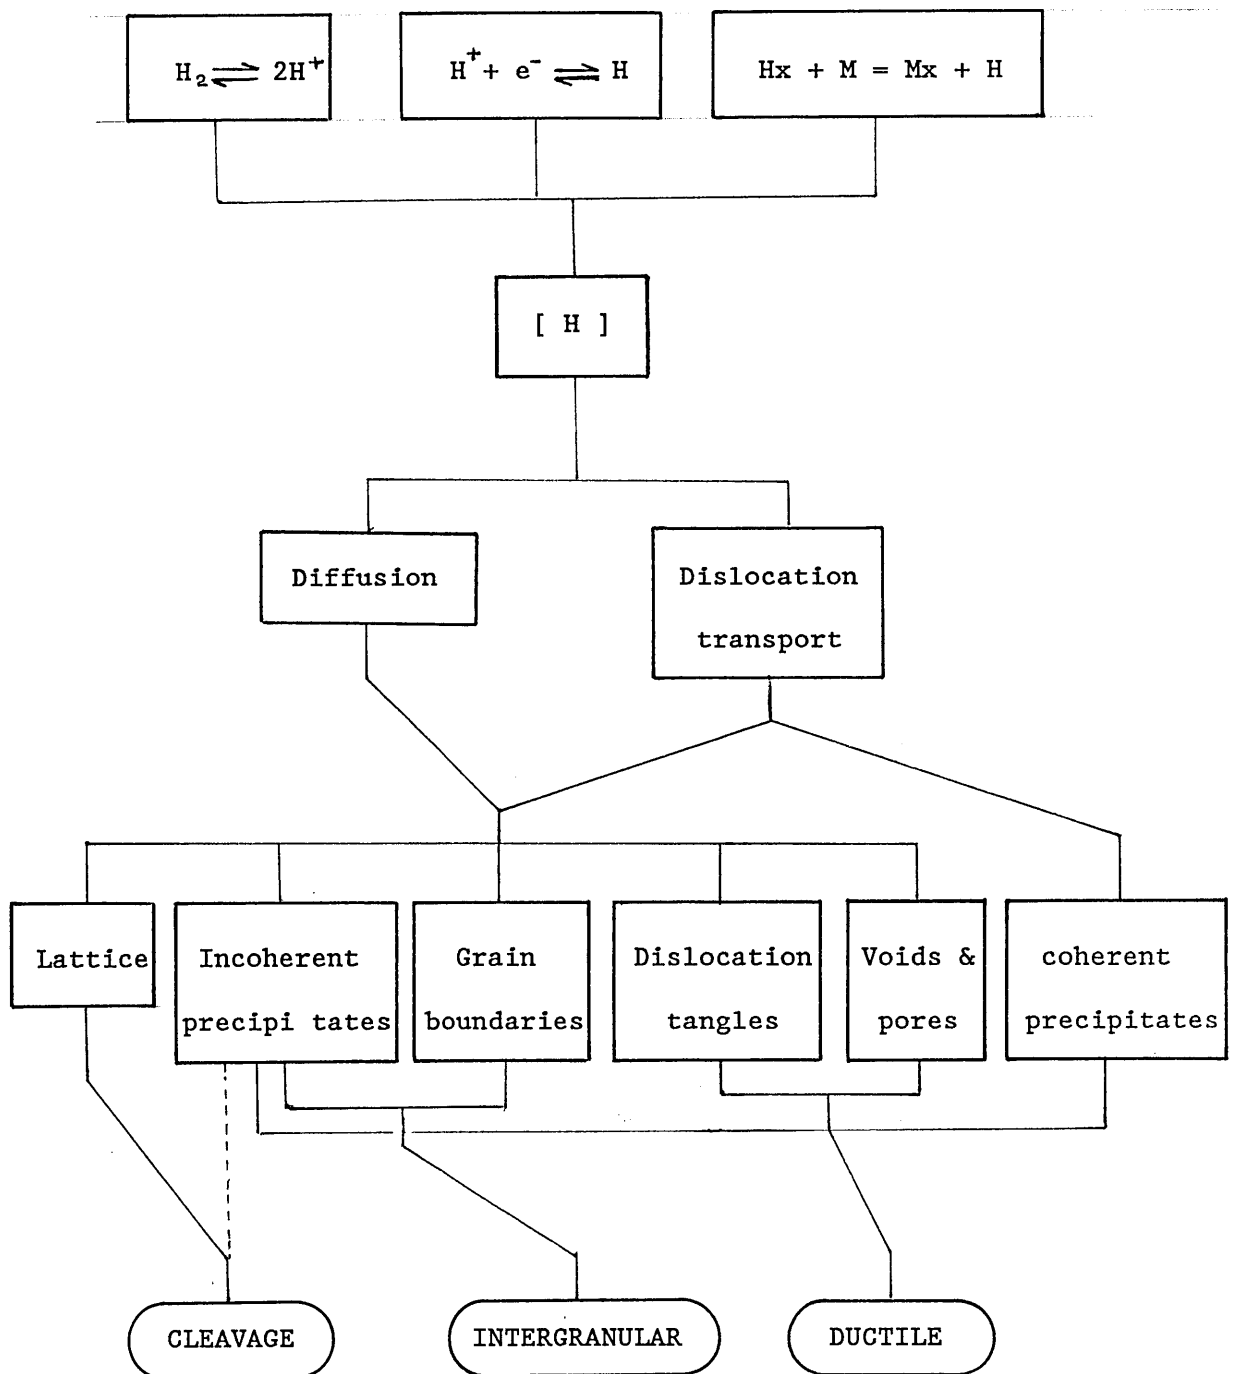 H₂ ⇌ 2H⁺
H⁺ + e⁻ ⇌ H
Hx + M = Mx + H
[ H ]
Diffusion
Dislocation
transport
Lattice
Incoherent
precipi tates
Grain
boundaries
Dislocation
tangles
Voids &
pores
coherent
precipitates
CLEAVAGE
INTERGRANULAR
DUCTILE